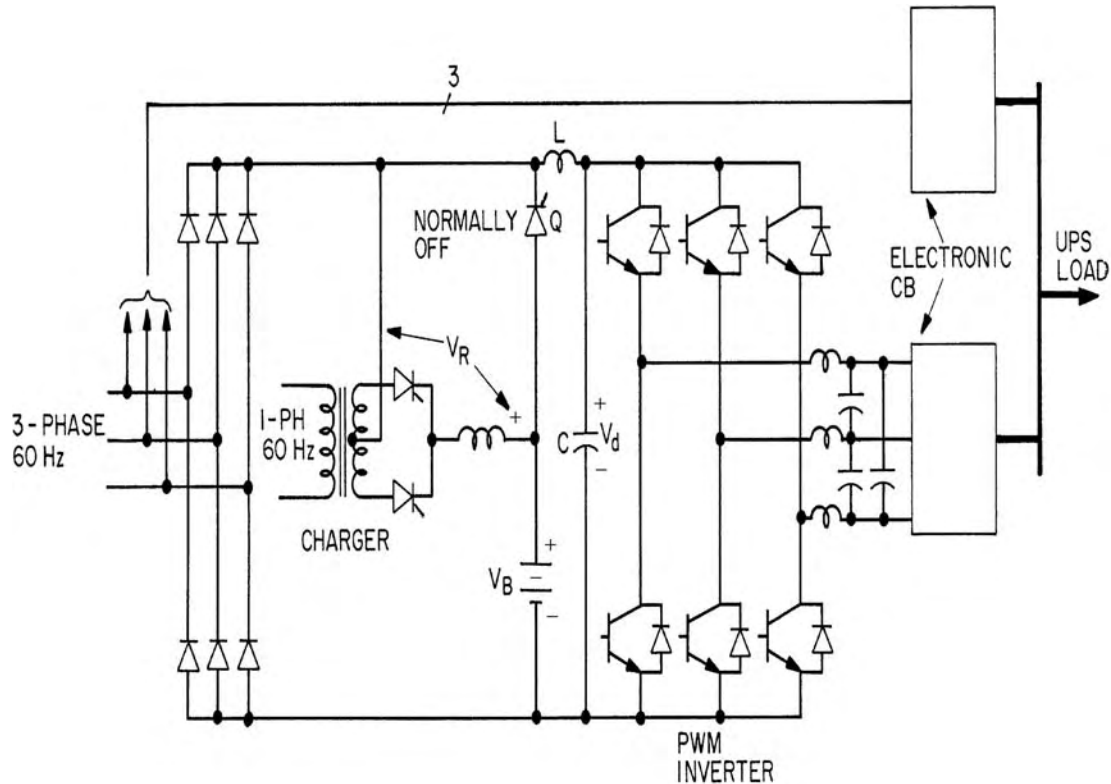 3
L
NORMALLY
OFF
Q
ELECTRONIC
CB
UPS
LOAD
V_R
+
3-PHASE
60 Hz
1-PH
60 Hz
CHARGER
+
C V_d
−
+
V_B
−
−
PWM
INVERTER